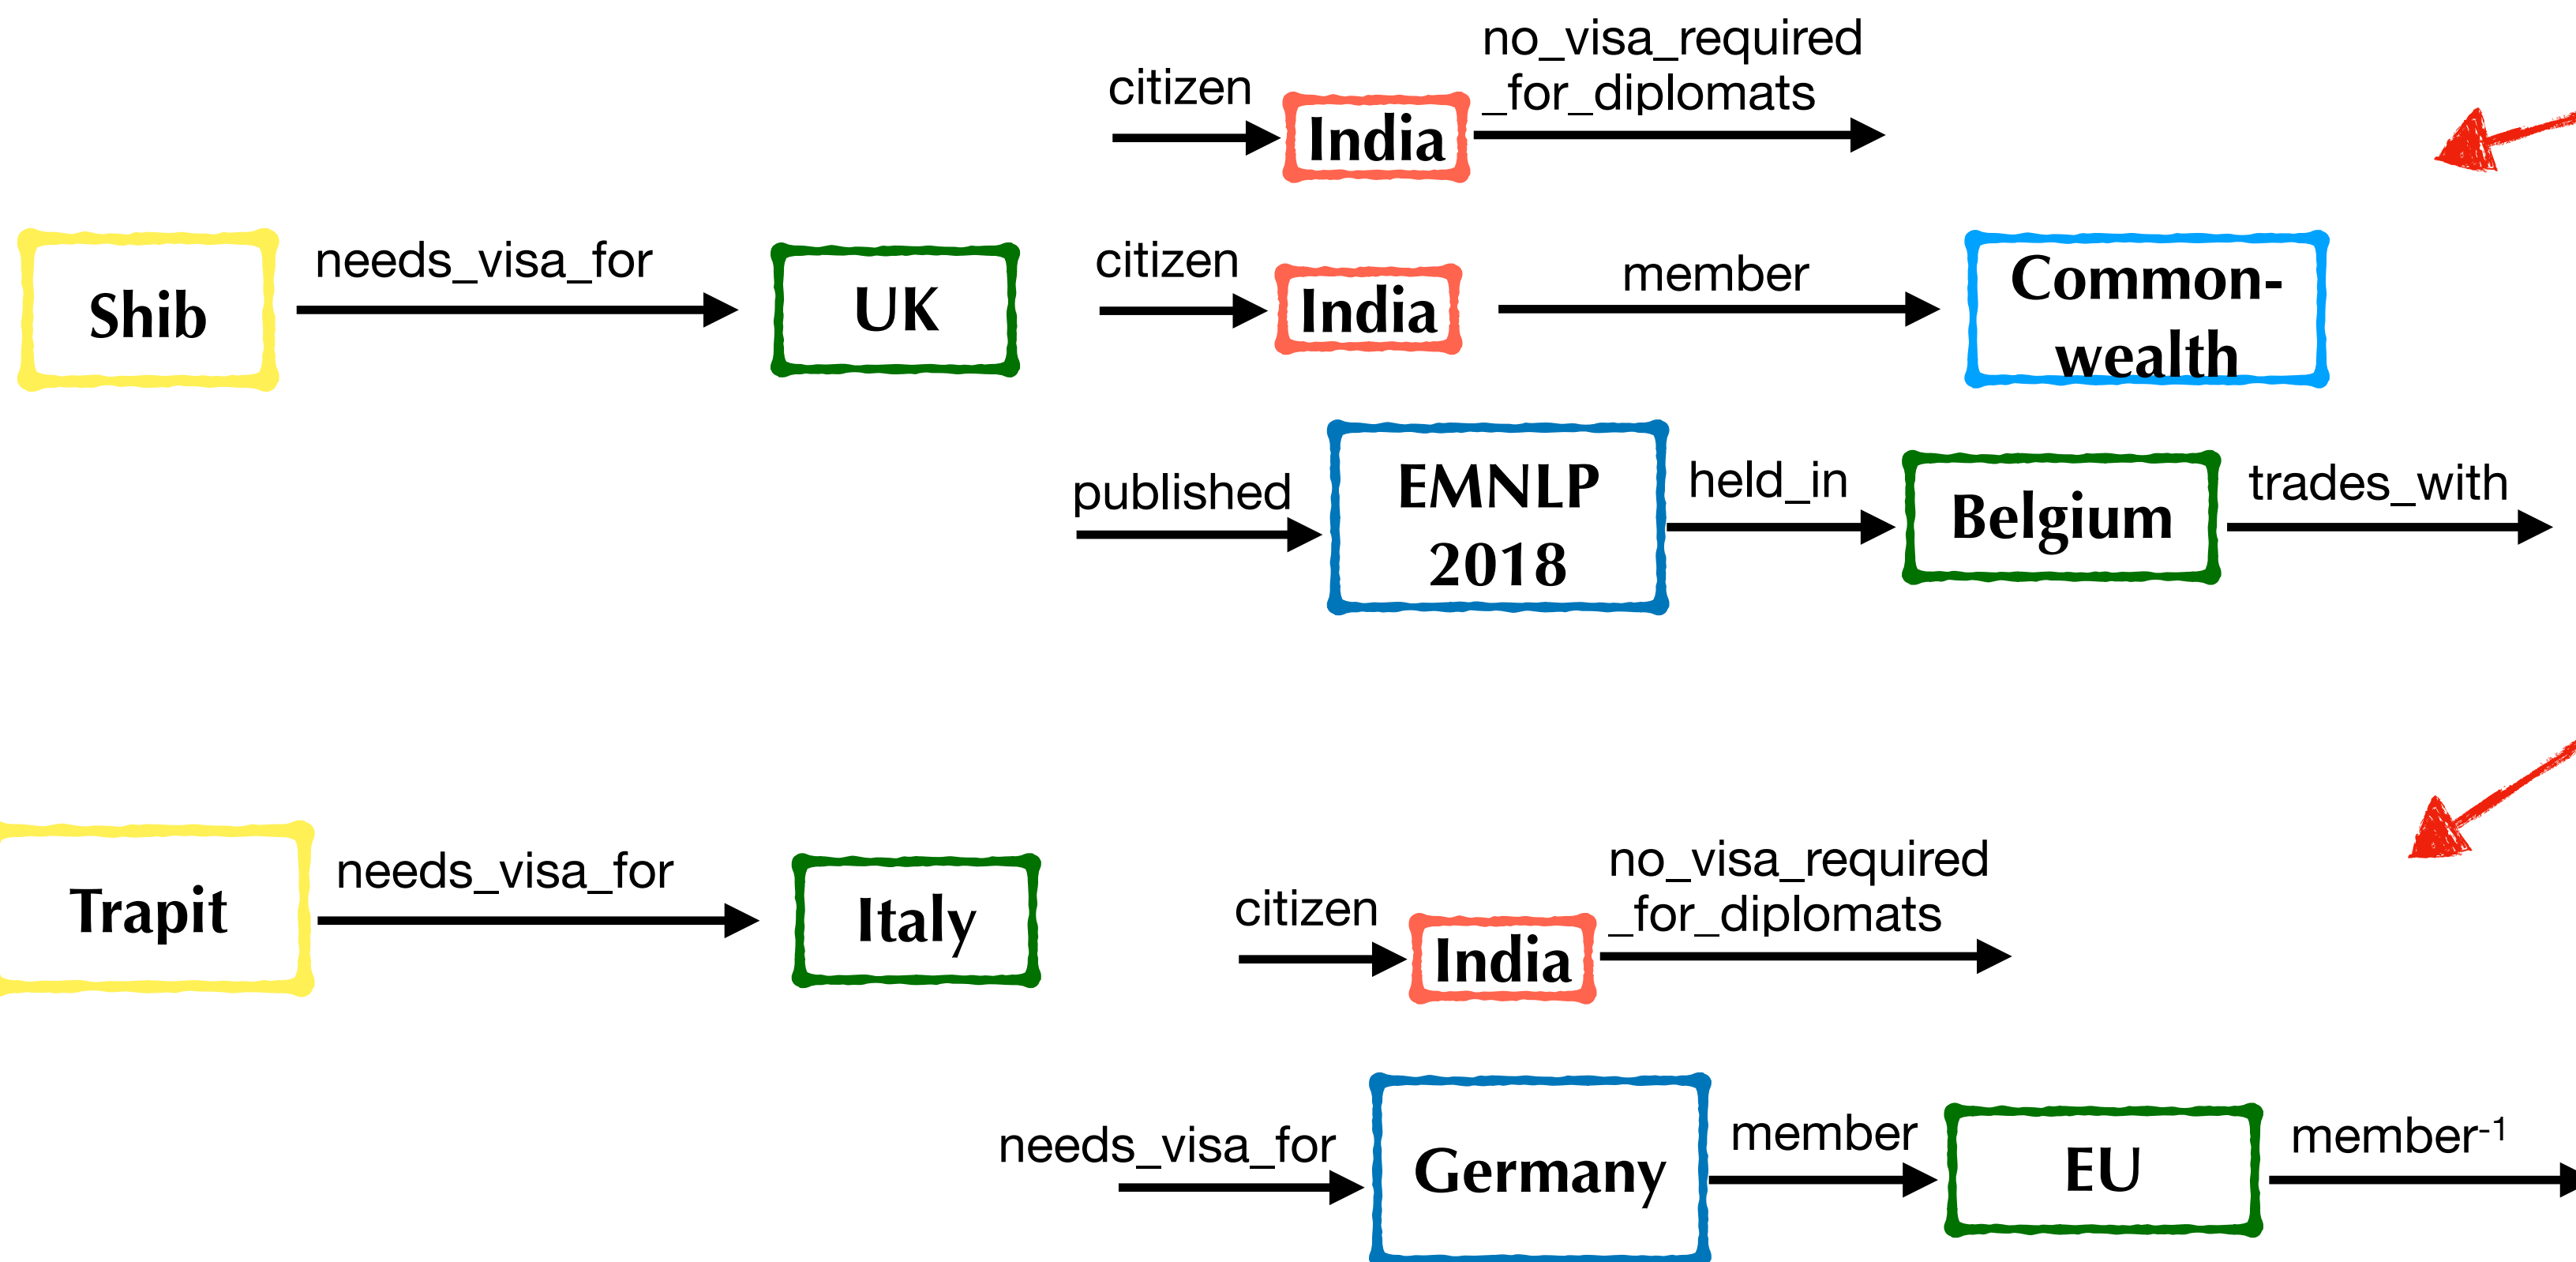 no_visa_required
_for_diplomats
citizen
India
Shib
needs_visa_for
UK
citizen
India
member
Common-
wealth
published
EMNLP
2018
held_in
Belgium
trades_with
Trapit
needs_visa_for
Italy
citizen
India
no_visa_required
_for_diplomats
needs_visa_for
Germany
member
EU
member⁻¹